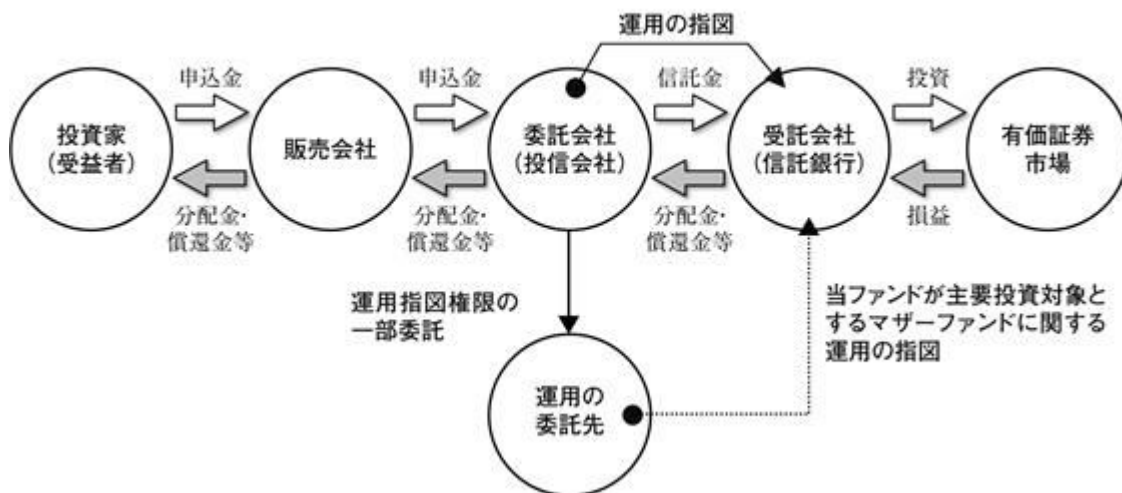 運用の指図
申込金
申込金
信託金
投資
投資家
(受益者)
販売会社
委託会社
(投信会社)
受託会社
(信託銀行)
有価証券
市場
分配金・
償還金等
分配金・
償還金等
分配金・
償還金等
損益
運用指図権限の
一部委託
当ファンドが主要投資対象と
するマザーファンドに関する
運用の指図
運用の
委託先